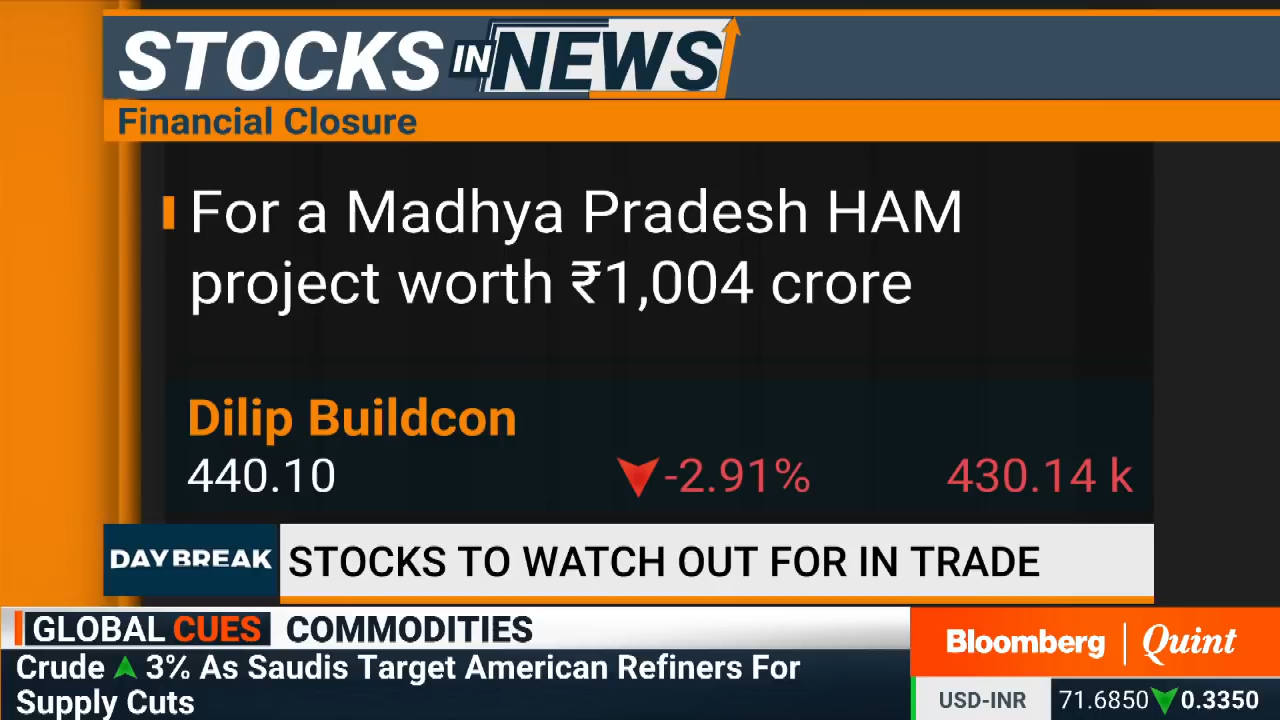 STOCKS IN NEWS
Financial Closure
For a Madhya Pradesh HAM
project worth ₹1,004 crore
Dilip Buildcon
440.10 -2.91% 430.14 k
DAYBREAK STOCKS TO WATCH OUT FOR IN TRADE
GLOBAL CUES COMMODITIES
Crude 3% As Saudis Target American Refiners For
Supply Cuts
Bloomberg | Quint
USD-INR 71.6850 0.3350